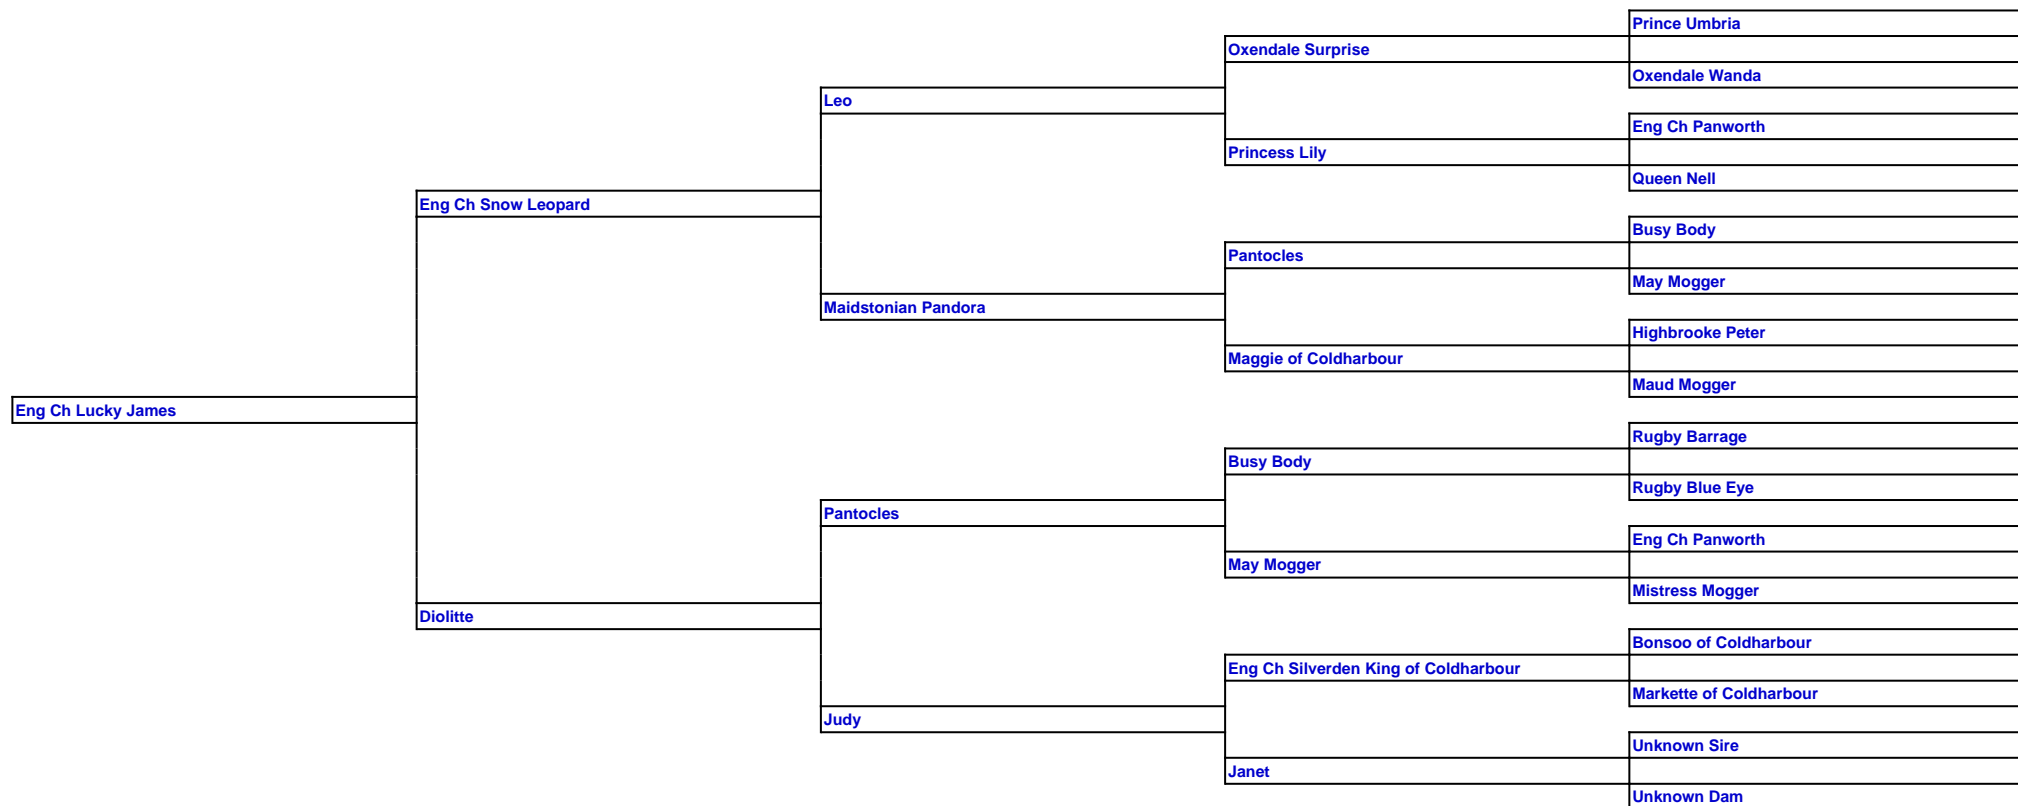 Prince Umbria
Oxendale Surprise
Oxendale Wanda
Leo
Eng Ch Panworth
Princess Lily
Queen Nell
Eng Ch Snow Leopard
Busy Body
Pantocles
May Mogger
Maidstonian Pandora
Highbrooke Peter
Maggie of Coldharbour
Maud Mogger
Eng Ch Lucky James
Rugby Barrage
Busy Body
Rugby Blue Eye
Pantocles
Eng Ch Panworth
May Mogger
Mistress Mogger
Diolitte
Bonsoo of Coldharbour
Eng Ch Silverden King of Coldharbour
Markette of Coldharbour
Judy
Unknown Sire
Janet
Unknown Dam